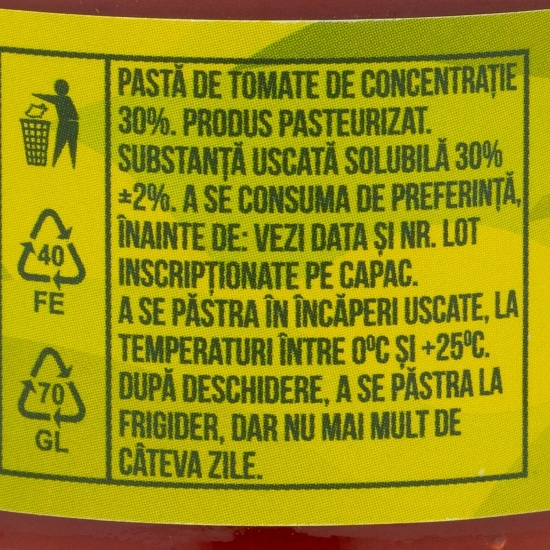 PASTĂ DE TOMATE DE CONCENTRAȚIE
30%. PRODUS PASTEURIZAT.
SUBSTANȚĂ USCATĂ SOLUBILĂ 30%
±2%. A SE CONSUMA DE PREFERINȚĂ,
ÎNAINTE DE: VEZI DATA ȘI NR. LOT
INSCRIPȚIONATE PE CAPAC.
A SE PĂSTRA ÎN ÎNCĂPERI USCATE, LA
TEMPERATURI ÎNTRE 0ºC ȘI +25ºC.
DUPĂ DESCHIDERE, A SE PĂSTRA LA
FRIGIDER, DAR NU MAI MULT DE
CÂTEVA ZILE.
40
FE
70
GL